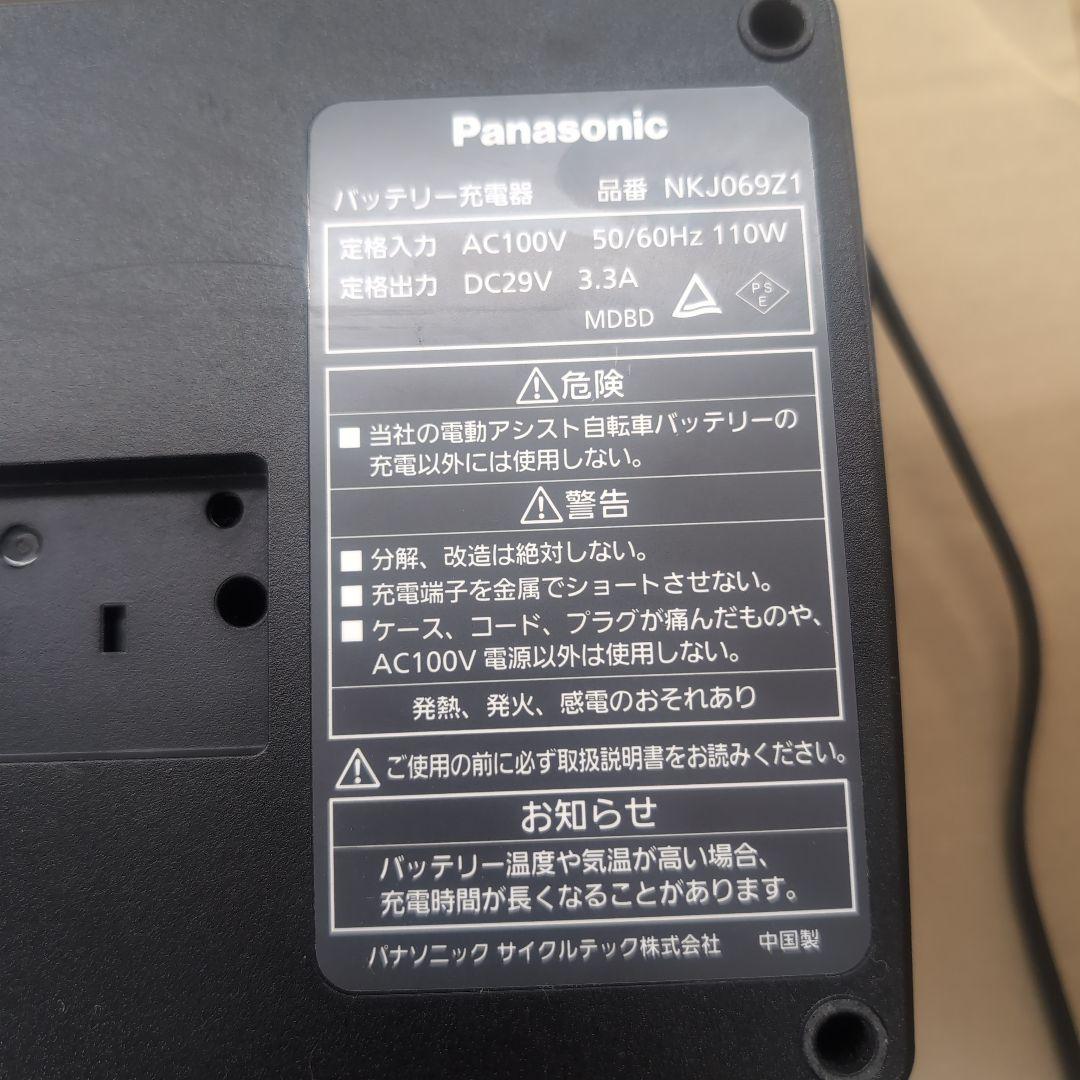 Panasonic
バッテリー充電器 品番 NKJ069Z1
定格入力 AC100V 50/60Hz 110W
定格出力 DC29V 3.3A
MDBD
PS
E
危険
■ 当社の電動アシスト自転車バッテリーの
充電以外には使用しない。
警告
■ 分解、改造は絶対しない。
■ 充電端子を金属でショートさせない。
■ ケース、コード、プラグが痛んだものや、
AC100V 電源以外は使用しない。
発熱、発火、感電のおそれあり
ご使用の前に必ず取扱説明書をお読みください。
お知らせ
バッテリー温度や気温が高い場合、
充電時間が長くなることがあります。
パナソニック サイクルテック株式会社 中国製